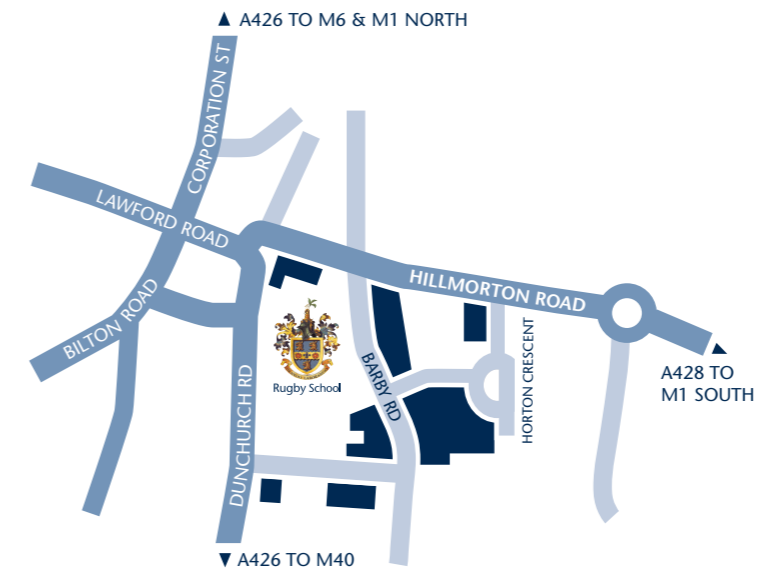 A426 TO M6 & M1 NORTH
CORPORATION ST
LAWFORD ROAD
HILLMORTON ROAD
BILTON ROAD
HORTON CRESCENT
BARBY RD
A428 TO
M1 SOUTH
Rugby School
DUNCHURCH RD
A426 TO M40